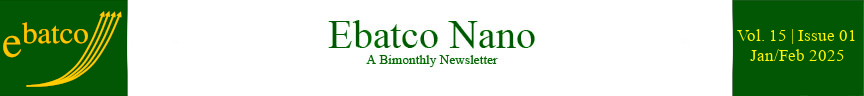 ebatco
Ebatco Nano
A Bimonthly Newsletter
Vol. 15 | Issue 01
Jan/Feb 2025